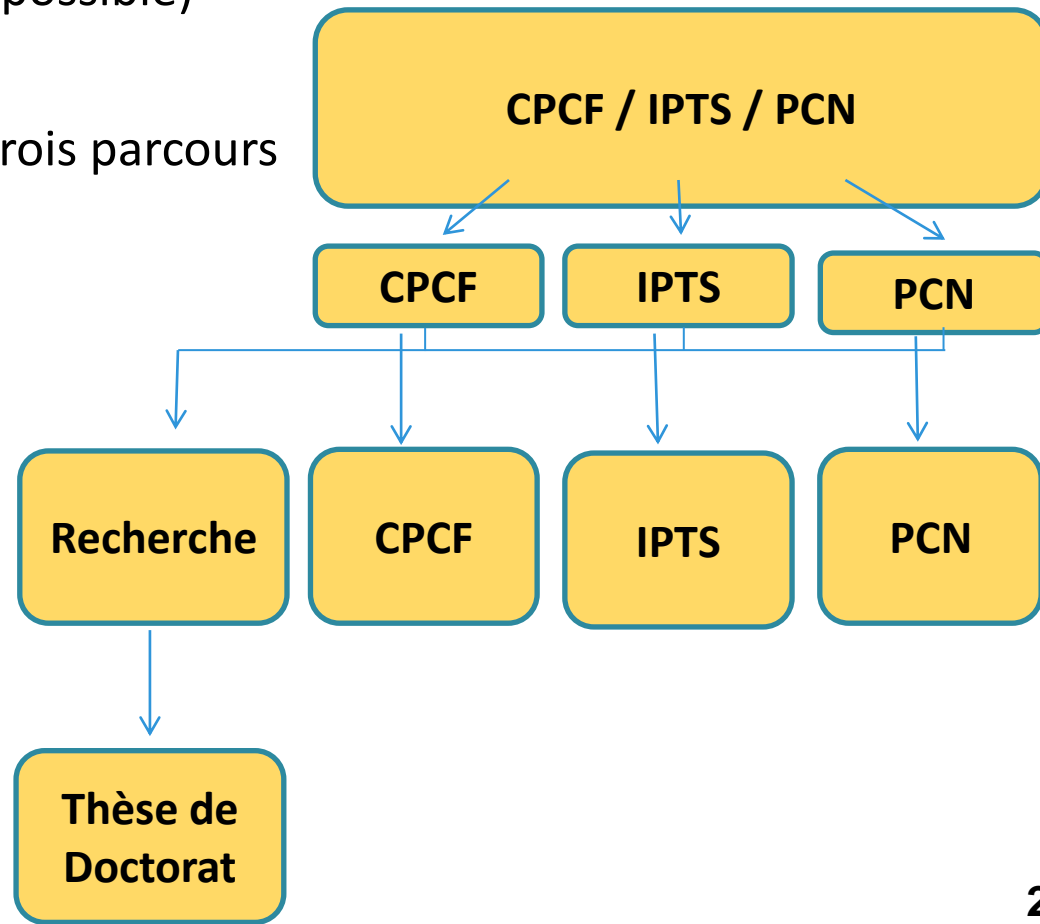 possible)
CPCF / IPTS / PCN
rois parcours
CPCF
IPTS
PCN
Recherche
CPCF
IPTS
PCN
Thèse de
Doctorat
2